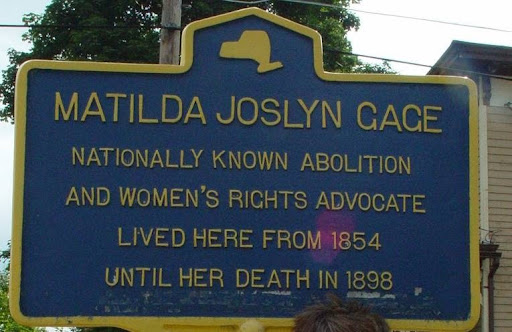 MATILDA JOSLYN GAGE
NATIONALLY KNOWN ABOLITION
AND WOMEN'S RIGHTS ADVOCATE
LIVED HERE FROM 1854
UNTIL HER DEATH IN 1898